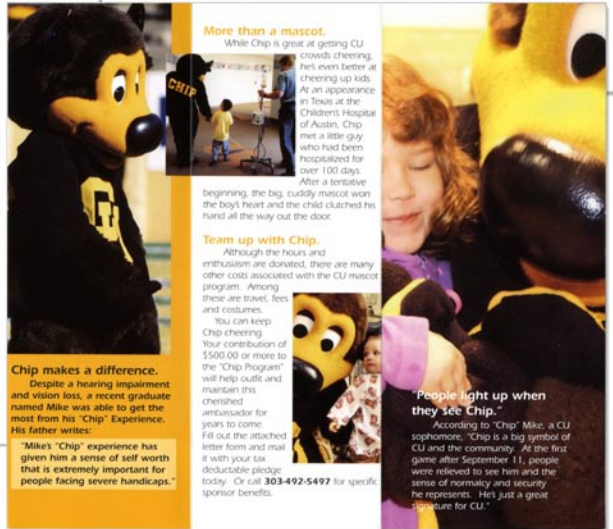 Chip makes a difference.
Despite a hearing impairment
and vision loss, a recent graduate
named Mike was able to get the
most from his "Chip" Experience.
His father writes:
"Mike's "Chip" experience has
given him a sense of self worth
that is extremely important for
people facing severe handicaps."
More than a mascot.
While Chip is great at getting CU
crowds cheering,
he's even better at
cheering up kids.
At an appearance
in Texas at the
Children's Hospital
of Austin, Chip
met a little guy
who had been
hospitalized for
over 100 days.
After a tentative
beginning, the big, cuddly mascot won
the boy's heart and the child clutched his
hand all the way out the door.
CHIP
Team up with Chip.
Although the hours and
enthusiasm are donated, there are many
other costs associated with the CU mascot
program. Among
these are travel, fees
and costumes.
You can keep
Chip cheering.
Your contribution of
$500.00 or more to
the "Chip Program"
will help outfit and
maintain this
cherished
ambassador for
years to come.
Fill out the attached
letter form and mail
it with your tax
deductable pledge
today. Or call 303-492-5497 for specific
sponsor benefits.
"People light up when
they see Chip."
According to "Chip" Mike, a CU
sophomore, "Chip is a big symbol of
CU and the community. At the first
game after September 11, people
were relieved to see him and the
sense of normalcy and security
he represents. He's just a great
signature for CU."